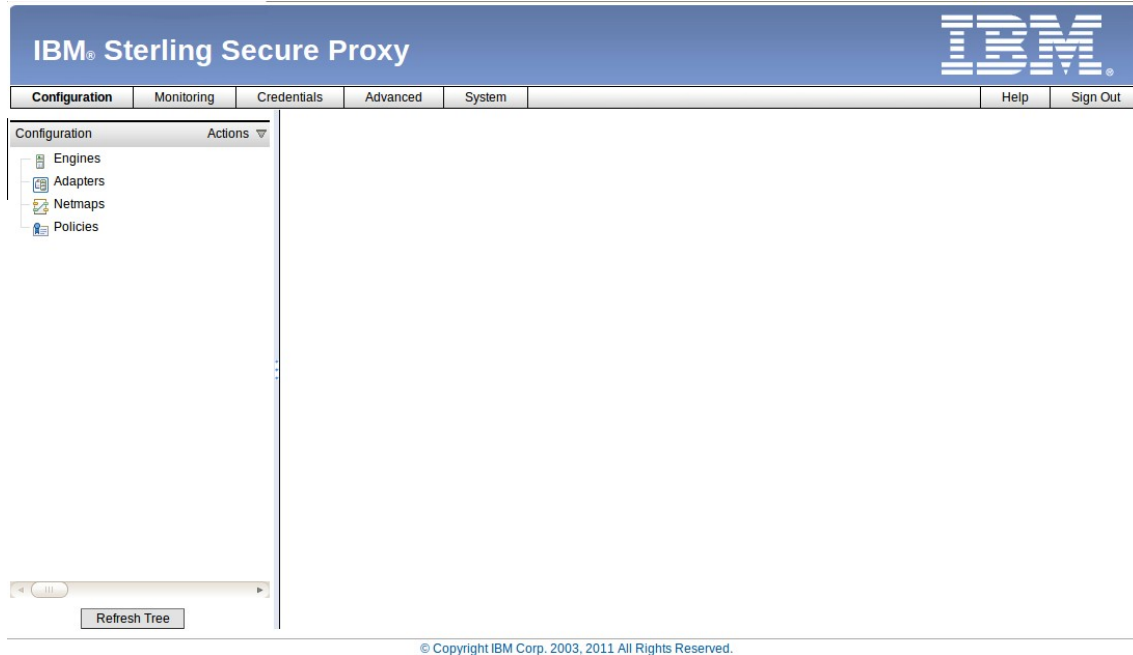 IBM® Sterling Secure Proxy
IBM®
Configuration Monitoring Credentials Advanced System Help Sign Out
Configuration Actions
Engines
Adapters
Netmaps
Policies
Refresh Tree
© Copyright IBM Corp. 2003, 2011 All Rights Reserved.